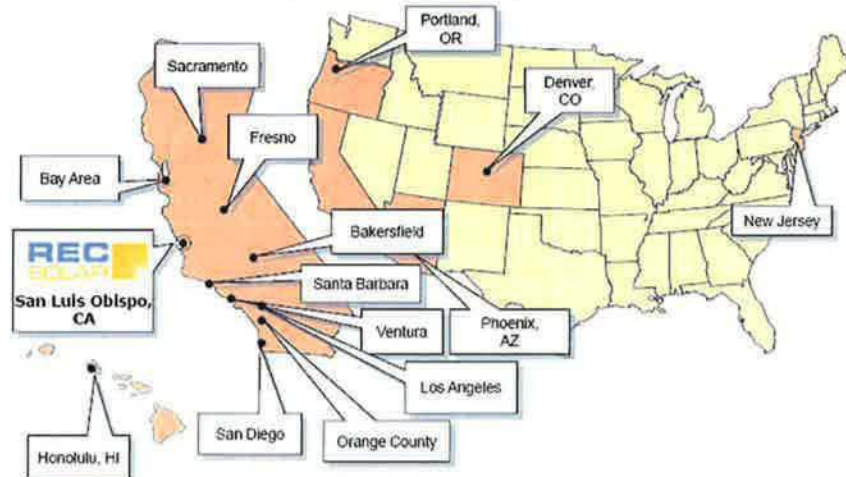 Portland,
OR
Sacramento
Denver,
CO
Fresno
Bay Area
New Jersey
REC
SOLAR
San Luis Obispo,
CA
Bakersfield
Santa Barbara
Ventura
Phoenix,
AZ
Los Angeles
San Diego
Orange County
Honolulu, HI